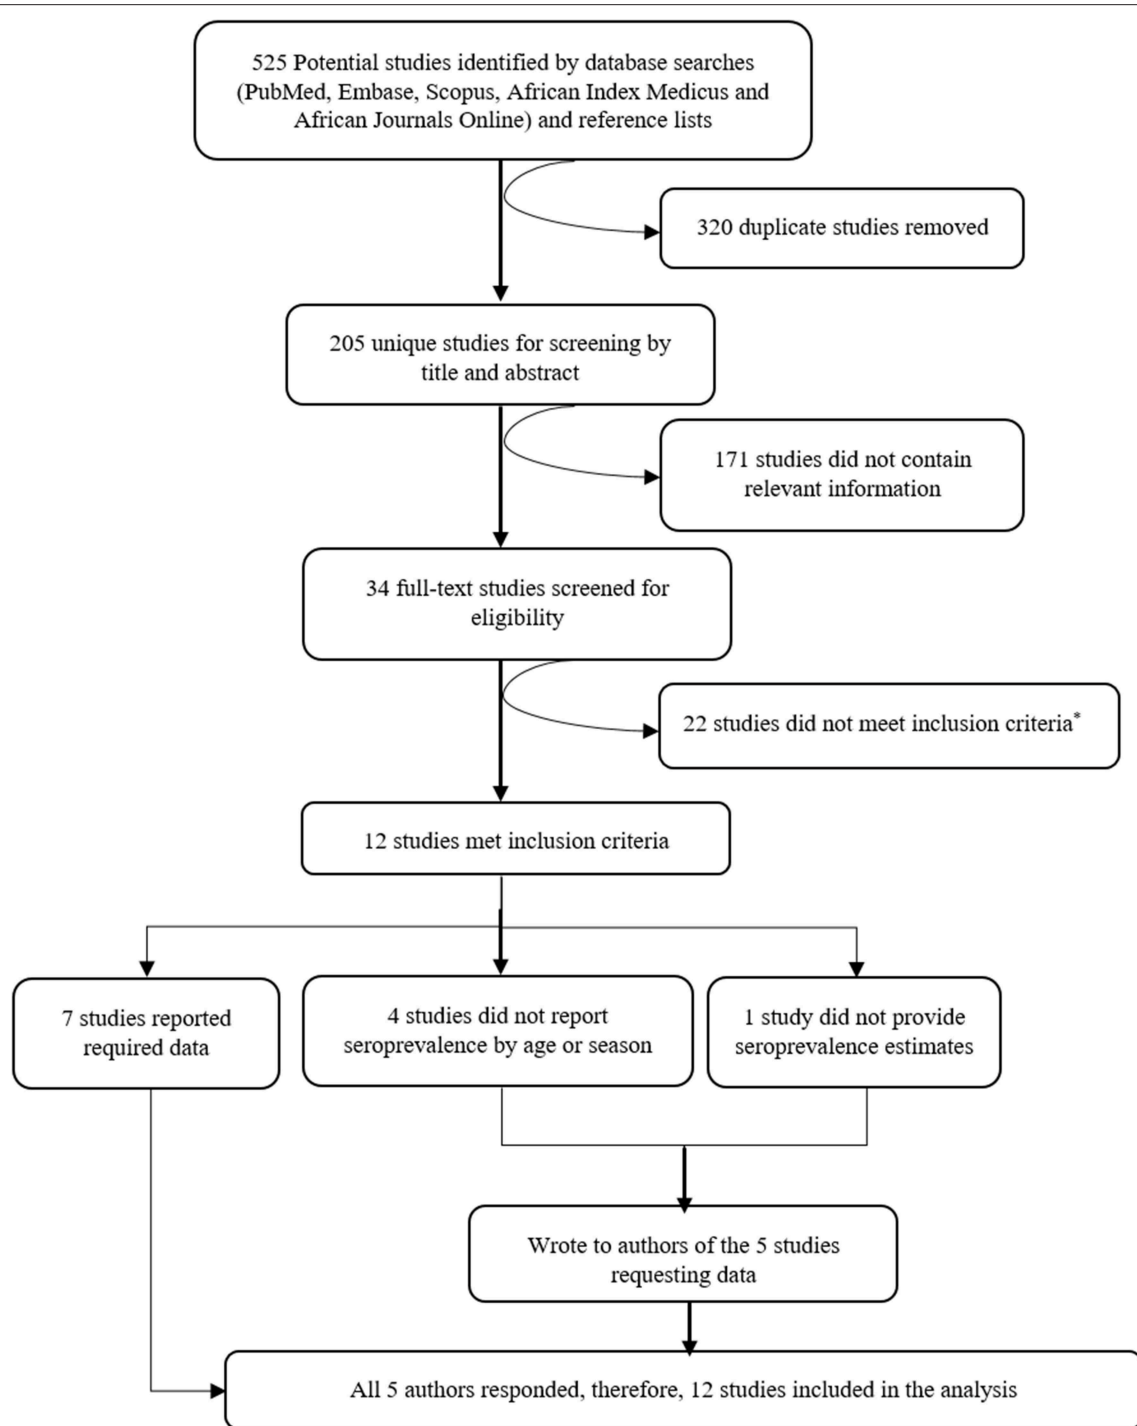 525 Potential studies identified by database searches
(PubMed, Embase, Scopus, African Index Medicus and
African Journals Online) and reference lists
320 duplicate studies removed
205 unique studies for screening by
title and abstract
171 studies did not contain
relevant information
34 full-text studies screened for
eligibility
22 studies did not meet inclusion criteria*
12 studies met inclusion criteria
7 studies reported
required data
4 studies did not report
seroprevalence by age or season
1 study did not provide
seroprevalence estimates
Wrote to authors of the 5 studies
requesting data
All 5 authors responded, therefore, 12 studies included in the analysis